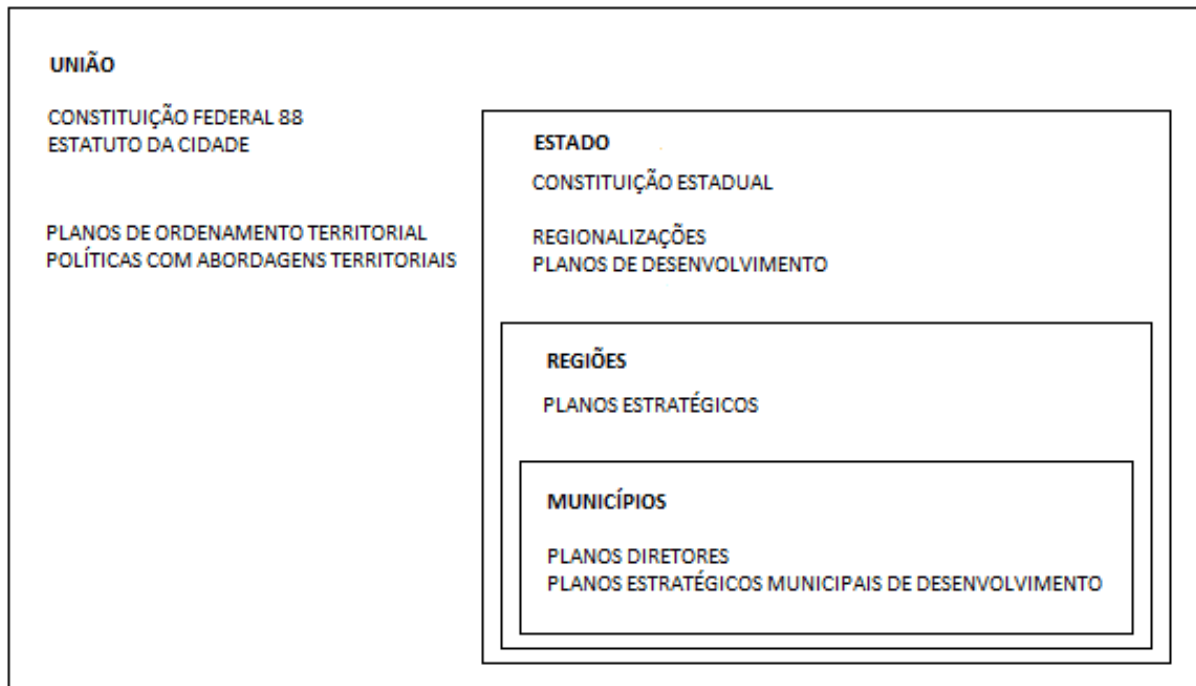 UNIÃO
CONSTITUIÇÃO FEDERAL 88
ESTATUTO DA CIDADE
PLANOS DE ORDENAMENTO TERRITORIAL
POLÍTICAS COM ABORDAGENS TERRITORIAIS
ESTADO
CONSTITUIÇÃO ESTADUAL
REGIONALIZAÇÕES
PLANOS DE DESENVOLVIMENTO
REGIÕES
PLANOS ESTRATÉGICOS
MUNICÍPIOS
PLANOS DIRETORES
PLANOS ESTRATÉGICOS MUNICIPAIS DE DESENVOLVIMENTO